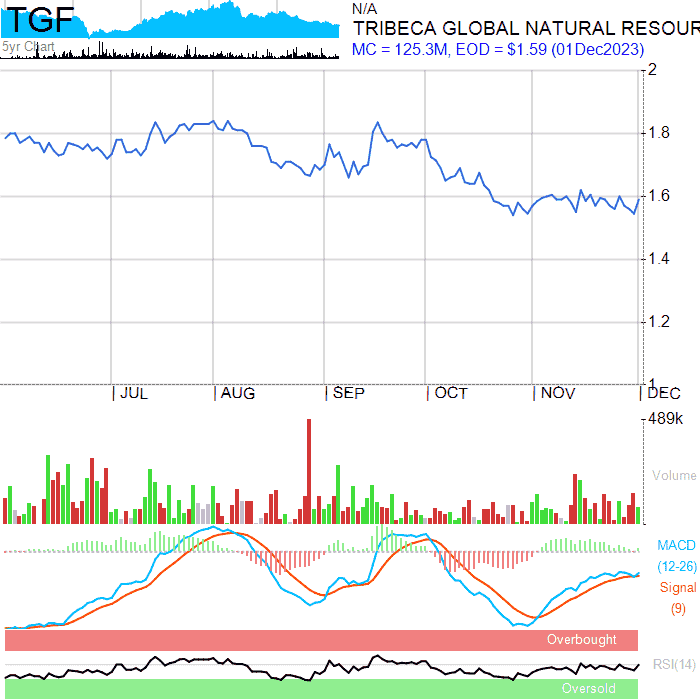 TGF
N/A
TRIBECA GLOBAL NATURAL RESOUR
5yr Chart
MC = 125.3M, EOD = $1.59 (01Dec2023)
2
1.8
1.6
1.4
1.2
1
JUL AUG SEP OCT NOV DEC
489k
Volume
MACD
(12-26)
Signal
(9)
Overbought
RSI(14)
Oversold